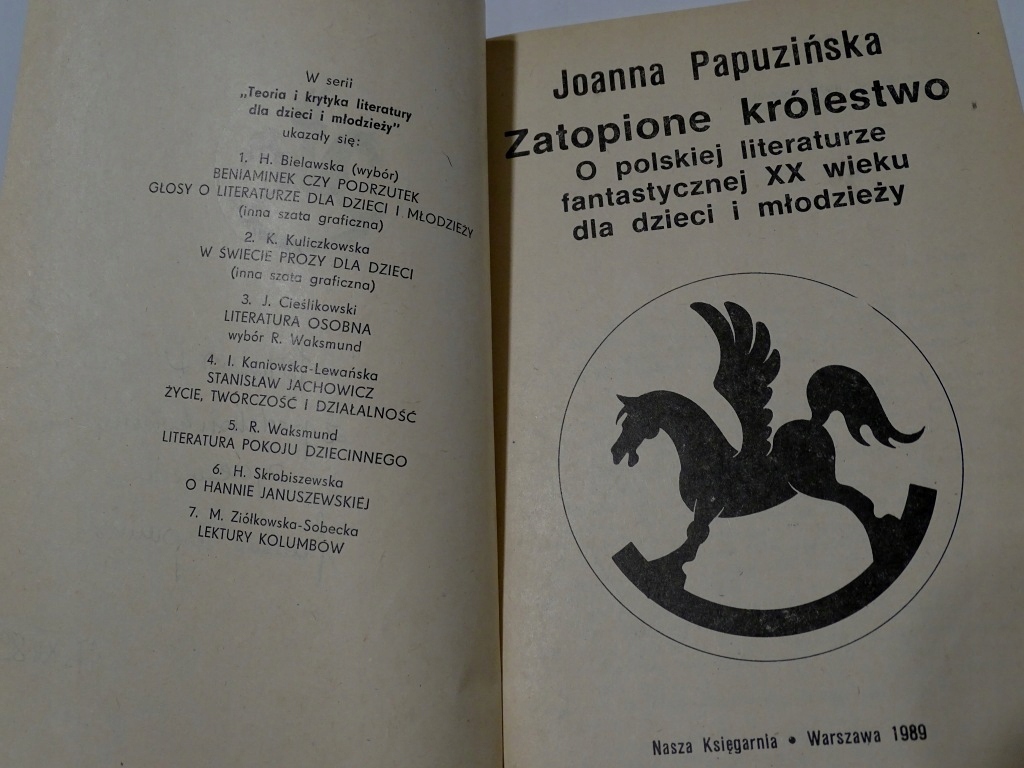 W serii
„Teoria i krytyka literatury
dla dzieci i młodzieży"
ukazały się:
1. H. Bielawska (wybór)
BENIAMINEK CZY PODRZUTEK
GŁOSY O LITERATURZE DLA DZIECI I MŁODZIEŻY
(inna szata graficzna)
2. K. Kuliczkowska
W ŚWIECIE PROZY DLA DZIECI
(inna szata graficzna)
3. J. Cieślikowski
LITERATURA OSOBNA
wybór R. Waksmund
4. I. Kaniowska-Lewańska
STANISŁAW JACHOWICZ
ŻYCIE, TWÓRCZOŚĆ I DZIAŁALNOŚĆ
5. R. Waksmund
LITERATURA POKOJU DZIECINNEGO
6. H. Skrobiszewska
O HANNIE JANUSZEWSKIEJ
7. M. Ziółkowska-Sobecka
LEKTURY KOLUMBÓW
Joanna Papuzińska
Zatopione królestwo
O polskiej literaturze
fantastycznej XX wieku
dla dzieci i młodzieży
Nasza Księgarnia • Warszawa 1989